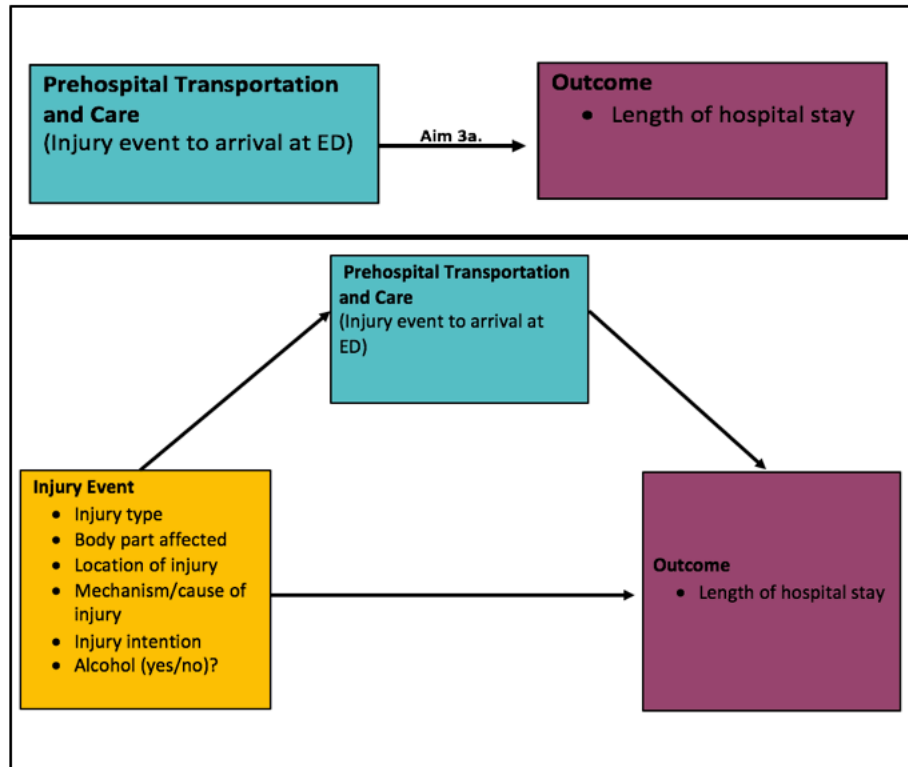 Prehospital Transportation
and Care
(Injury event to arrival at ED)
Aim 3a.
Outcome
• Length of hospital stay
Prehospital Transportation
and Care
(Injury event to arrival at
ED)
Injury Event
• Injury type
• Body part affected
• Location of injury
• Mechanism/cause of
injury
• Injury intention
• Alcohol (yes/no)?
Outcome
• Length of hospital stay